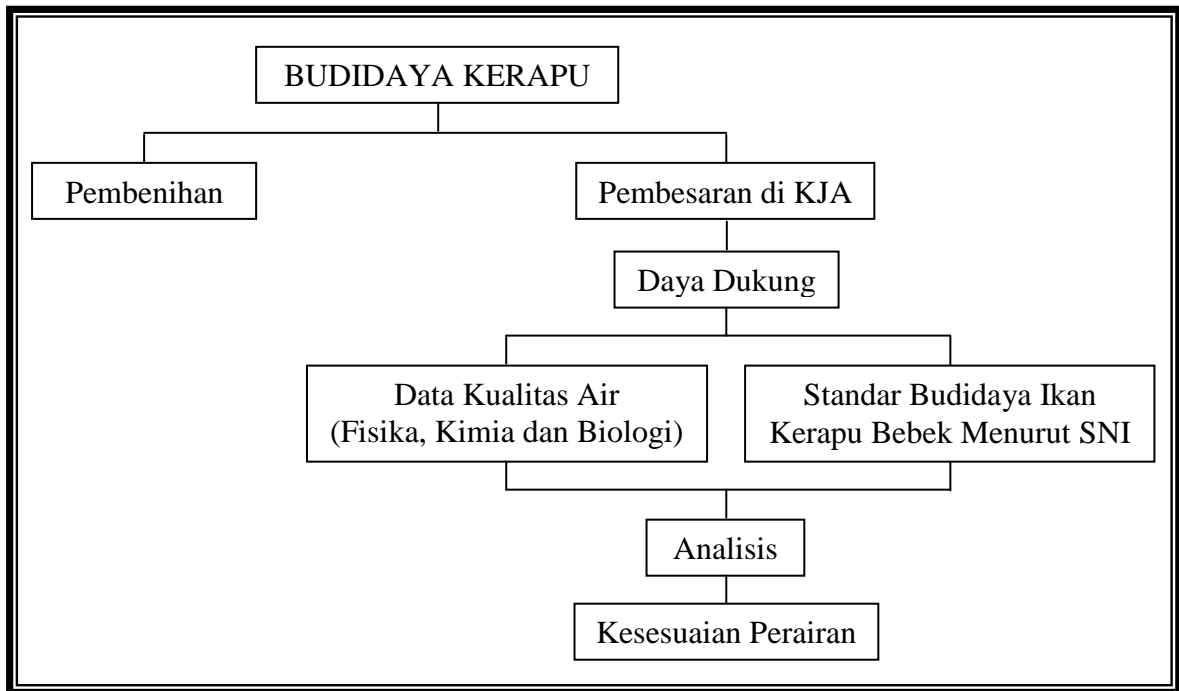 BUDIDAYA KERAPU
Pembenihan
Pembesaran di KJA
Daya Dukung
Data Kualitas Air
(Fisika, Kimia dan Biologi)
Standar Budidaya Ikan
Kerapu Bebek Menurut SNI
Analisis
Kesesuaian Perairan